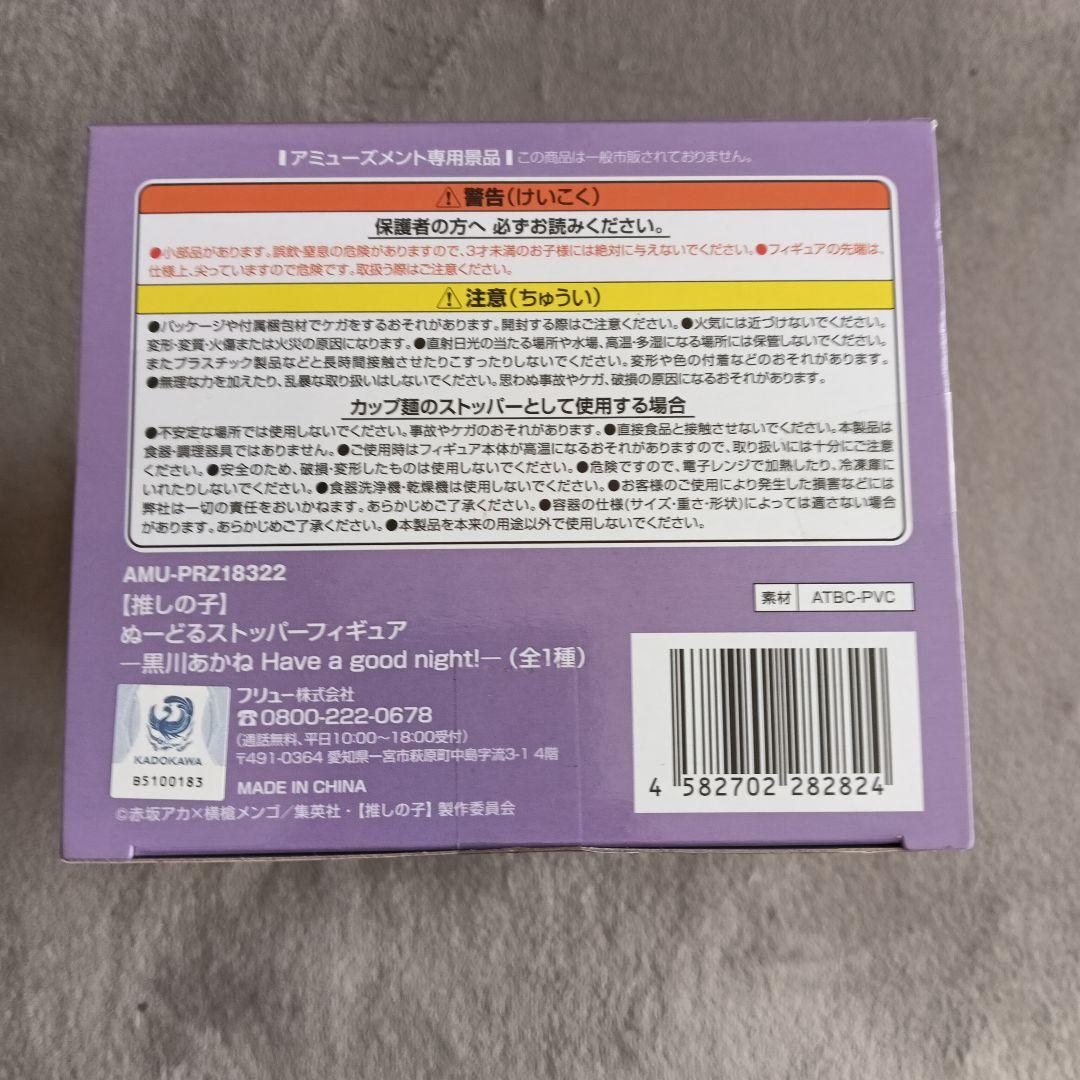 アミューズメント専用景品 この商品は一般市販されておりません。
警告(けいこく)
保護者の方へ 必ずお読みください。
●小部品があります。誤飲・窒息の危険がありますので、3才未満のお子様には絶対に与えないでください。●フィギュアの先端は、
仕様上、尖っていますので危険です。取扱う際はご注意ください。
注意(ちゅうい)
●パッケージや付属梱包材でケガをするおそれがあります。開封する際はご注意ください。●火気には近づけないでください。
変形・変質・火傷または火災の原因になります。●直射日光の当たる場所や水場、高温・多湿になる場所には保管しないでください。
またプラスチック製品などと長時間接触させたりこすったりしないでください。変形や色の付着などのおそれがあります。
●無理な力を加えたり、乱暴な取り扱いはしないでください。思わぬ事故やケガ、破損の原因になるおそれがあります。
カップ麺のストッパーとして使用する場合
●不安定な場所では使用しないでください。事故やケガのおそれがあります。●直接食品と接触させないでください。本製品は
食器・調理器具ではありません。●ご使用時はフィギュア本体が高温になるおそれがありますので、取り扱いには十分にご注意
ください。●安全のため、破損・変形したものは使用しないでください。●危険ですので、電子レンジで加熱したり、冷凍庫に
いれたりしないでください。●食器洗浄機・乾燥機は使用しないでください。●お客様のご使用により発生した損害などには
弊社は一切の責任をおいかねます。あらかじめご了承ください。●容器の仕様(サイズ・重さ・形状)によっては適さない場合
があります。あらかじめご了承ください。●本製品を本来の用途以外で使用しないでください。
AMU-PRZ18322
【推しの子】
ぬーどるストッパーフィギュア
―黒川あかね Have a good night!―(全1種)
素材 ATBC-PVC
フリュー株式会社
☎0800-222-0678
(通話無料、平日10:00～18:00受付)
〒491-0364 愛知県一宮市萩原町中島字流3-1 4階
MADE IN CHINA
KADOKAWA
B5100183
©赤坂アカ×横槍メンゴ/集英社・【推しの子】製作委員会
4 582702 282824